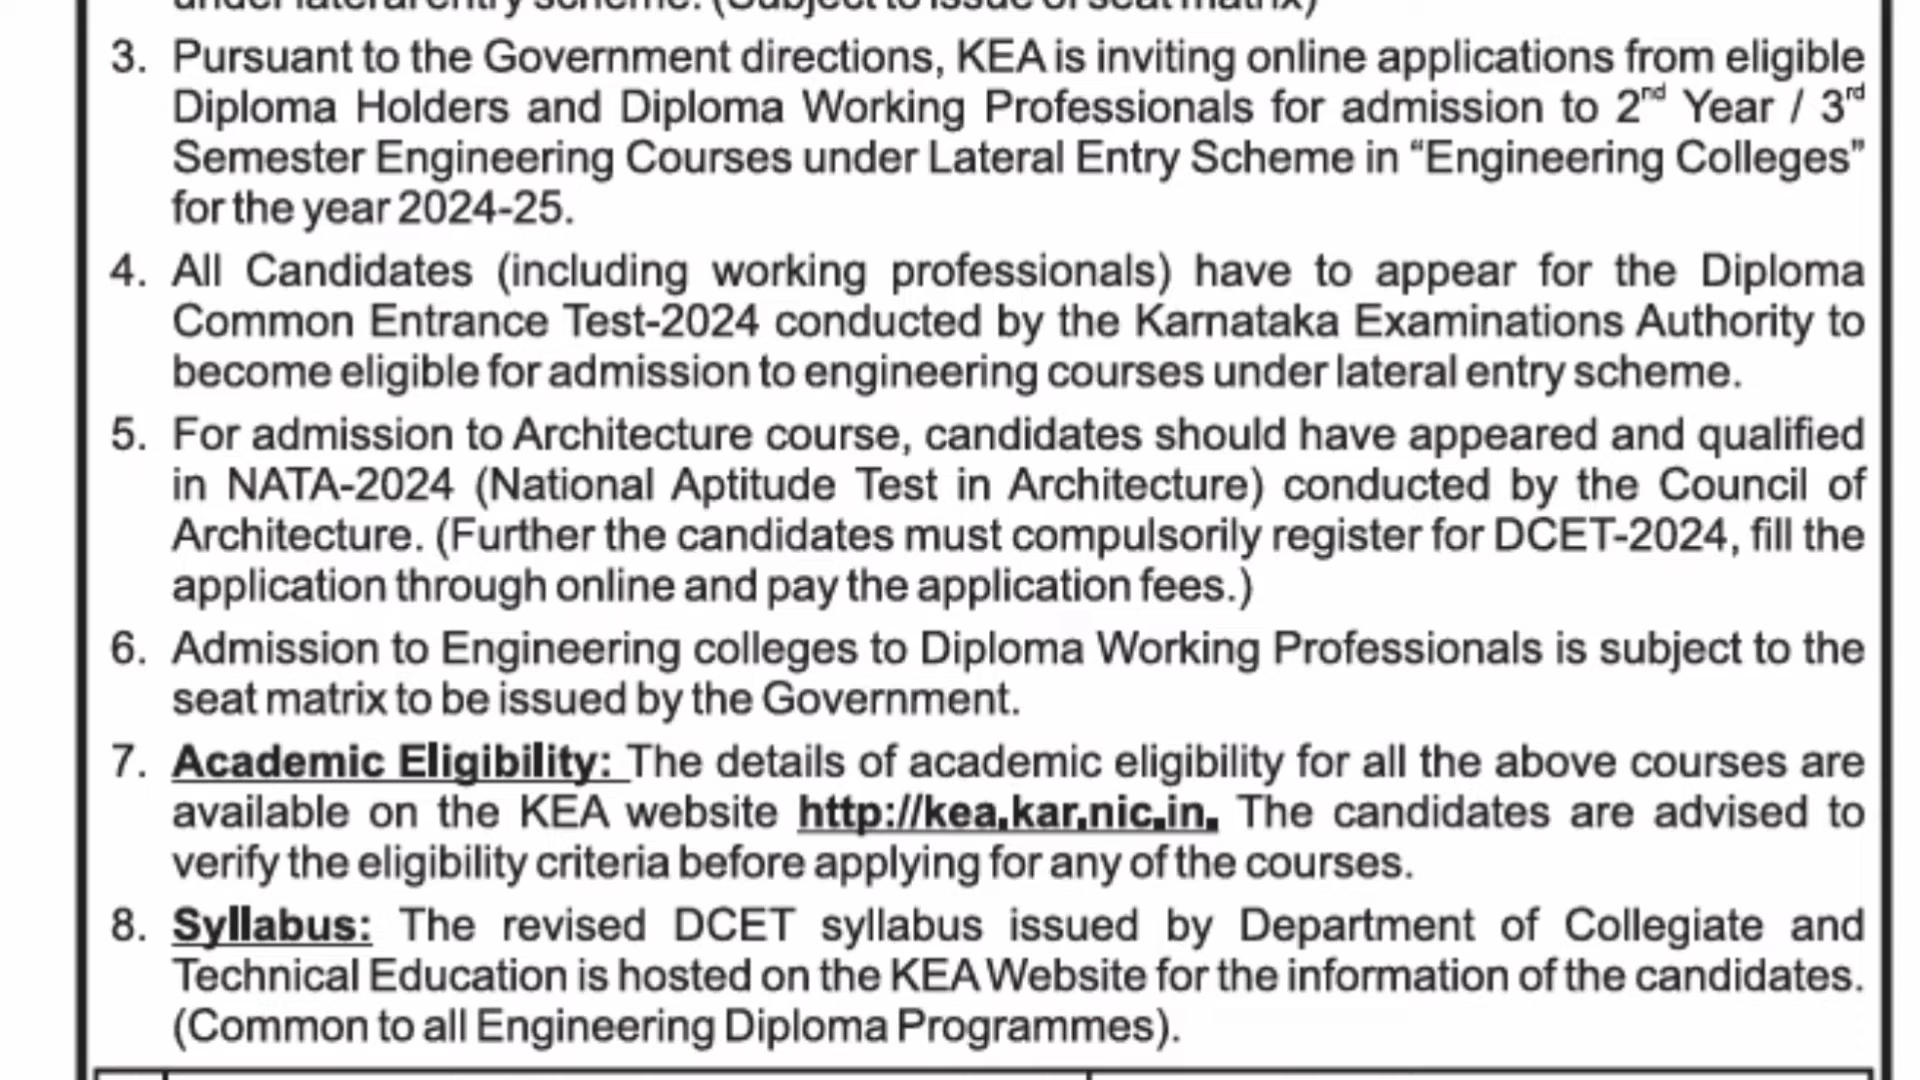 under lateral entry scheme. (Subject to issue of seat matrix)
3. Pursuant to the Government directions, KEA is inviting online applications from eligible
Diploma Holders and Diploma Working Professionals for admission to 2nd Year / 3rd
Semester Engineering Courses under Lateral Entry Scheme in “Engineering Colleges”
for the year 2024-25.
4. All Candidates (including working professionals) have to appear for the Diploma
Common Entrance Test-2024 conducted by the Karnataka Examinations Authority to
become eligible for admission to engineering courses under lateral entry scheme.
5. For admission to Architecture course, candidates should have appeared and qualified
in NATA-2024 (National Aptitude Test in Architecture) conducted by the Council of
Architecture. (Further the candidates must compulsorily register for DCET-2024, fill the
application through online and pay the application fees.)
6. Admission to Engineering colleges to Diploma Working Professionals is subject to the
seat matrix to be issued by the Government.
7. Academic Eligibility: The details of academic eligibility for all the above courses are
available on the KEA website http://kea.kar.nic.in. The candidates are advised to
verify the eligibility criteria before applying for any of the courses.
8. Syllabus: The revised DCET syllabus issued by Department of Collegiate and
Technical Education is hosted on the KEA Website for the information of the candidates.
(Common to all Engineering Diploma Programmes).